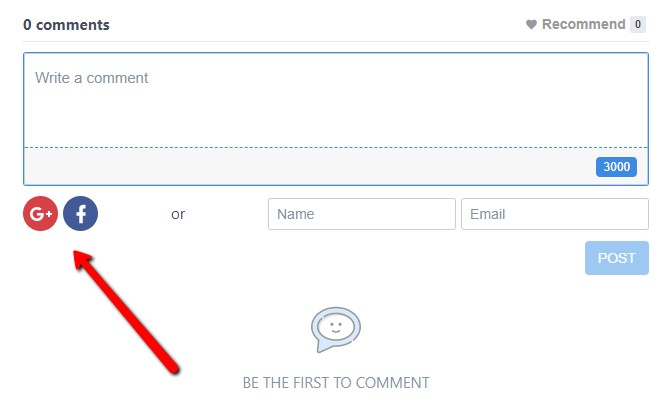 0 comments
Recommend 0
Write a comment
3000
G+ f or Name Email
POST
BE THE FIRST TO COMMENT